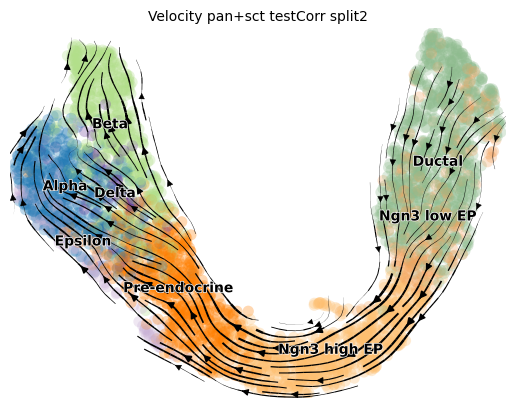 Velocity pan+sct testCorr split2
Beta
Ductal
Alpha
Delta
Ngn3 low EP
Epsilon
Pre-endocrine
Ngn3 high EP